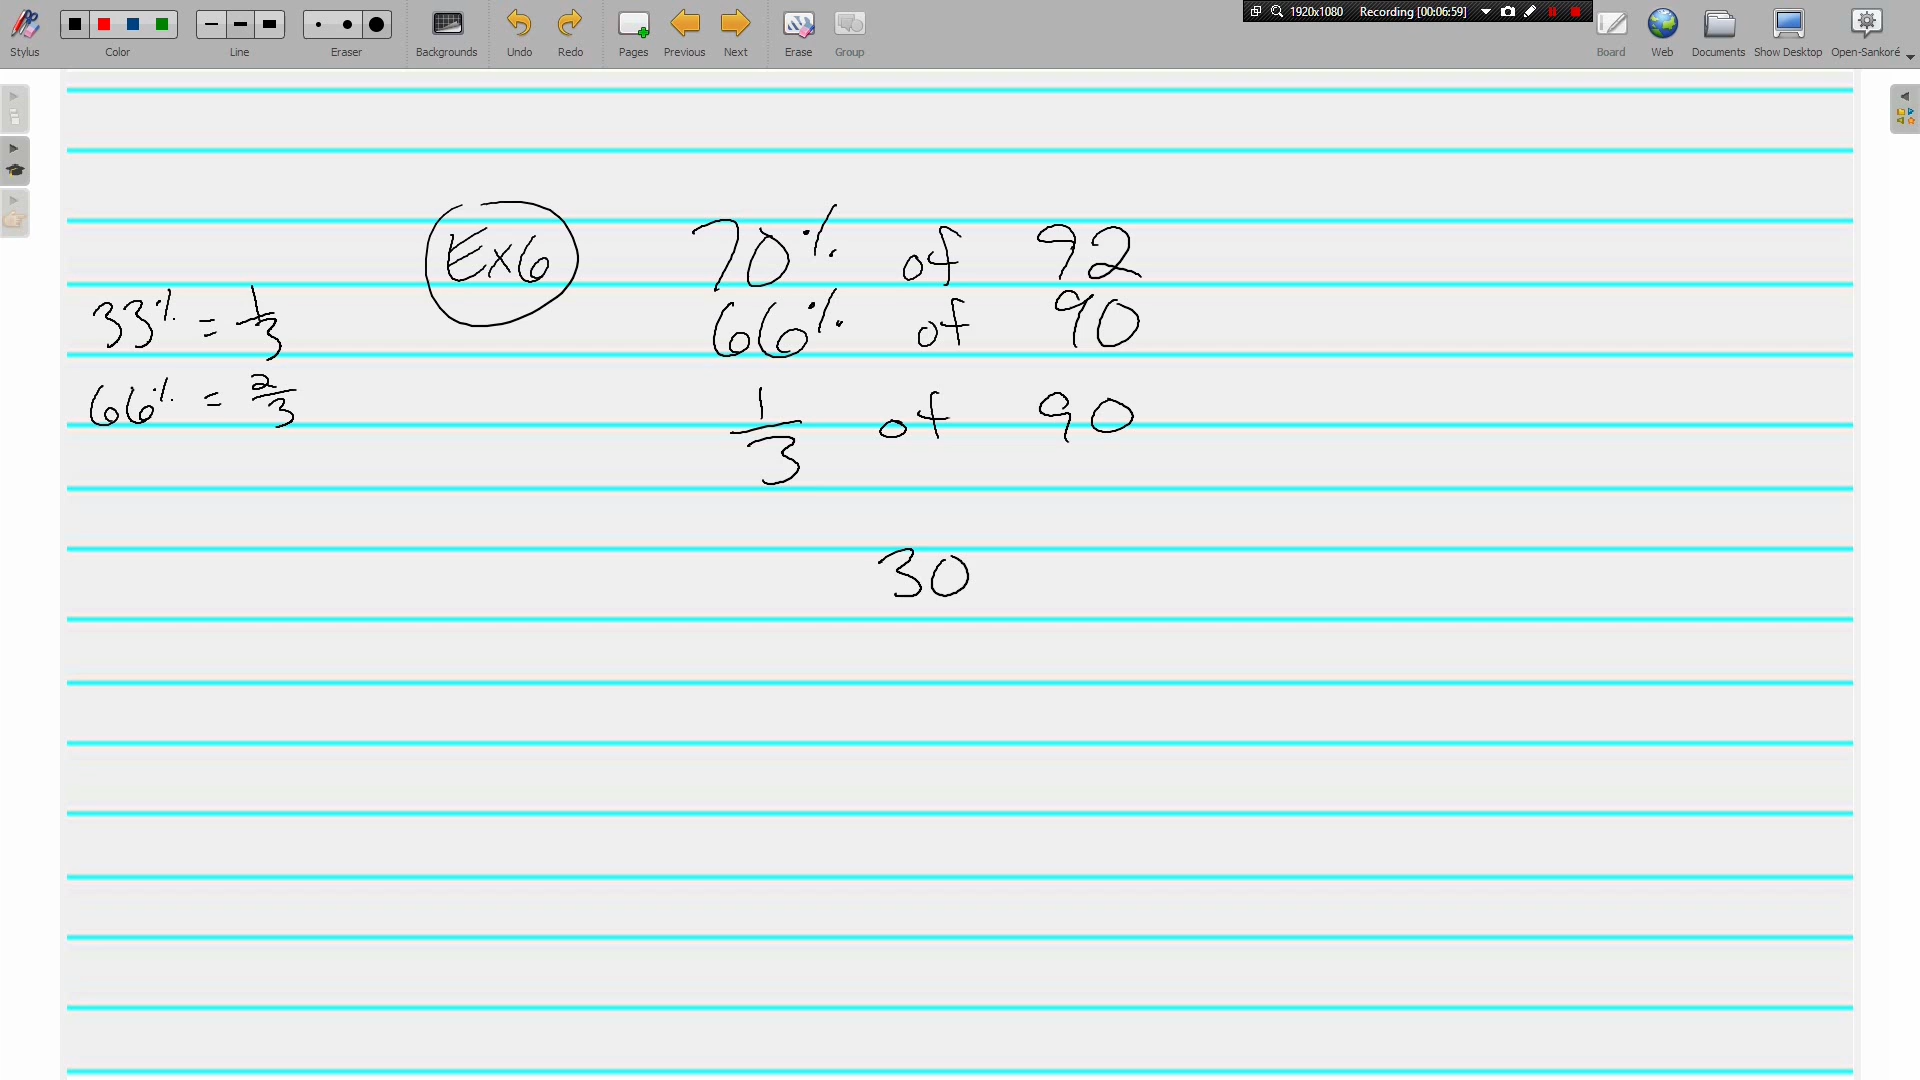 1920x1080 Recording [00:06:59]
Stylus Color Line Eraser Backgrounds Undo Redo Pages Previous Next Erase Group Board Web Documents Show Desktop Open-Sankoré
Ex6 70% of 92
33% = 1/3 66% of 90
66% = 2/3 1/3 of 90
30